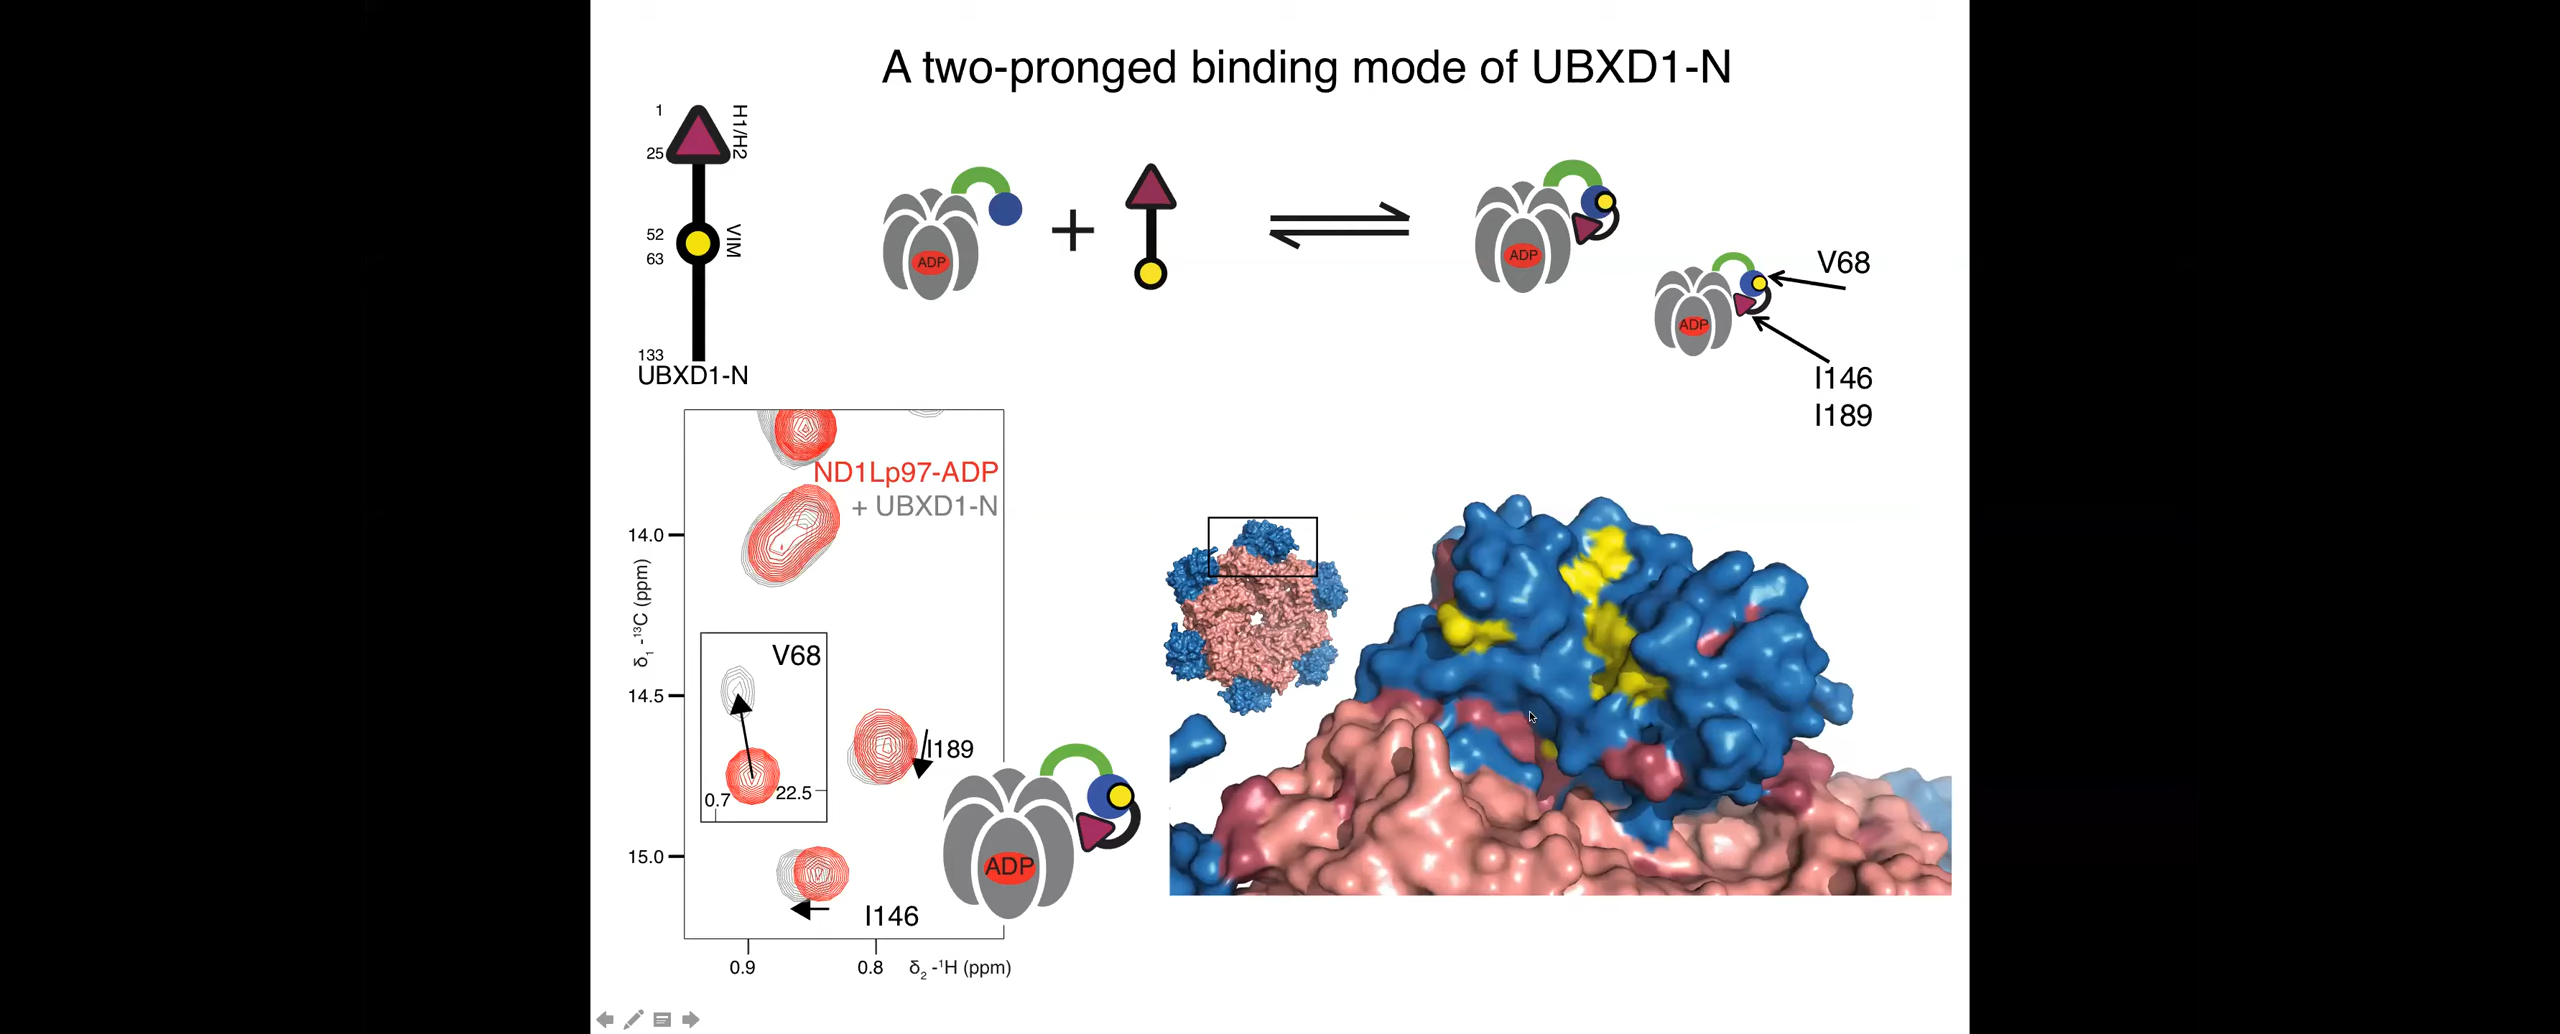 A two-pronged binding mode of UBXD1-N
1
25
52
63
133
H1/H2
VIM
UBXD1-N
ADP
+
ADP
ADP
V68
I146
I189
ND1Lp97-ADP
+ UBXD1-N
14.0
14.5
15.0
δ₁ -¹³C (ppm)
V68
0.7
22.5
I189
I146
ADP
0.9
0.8
δ₂ -¹H (ppm)